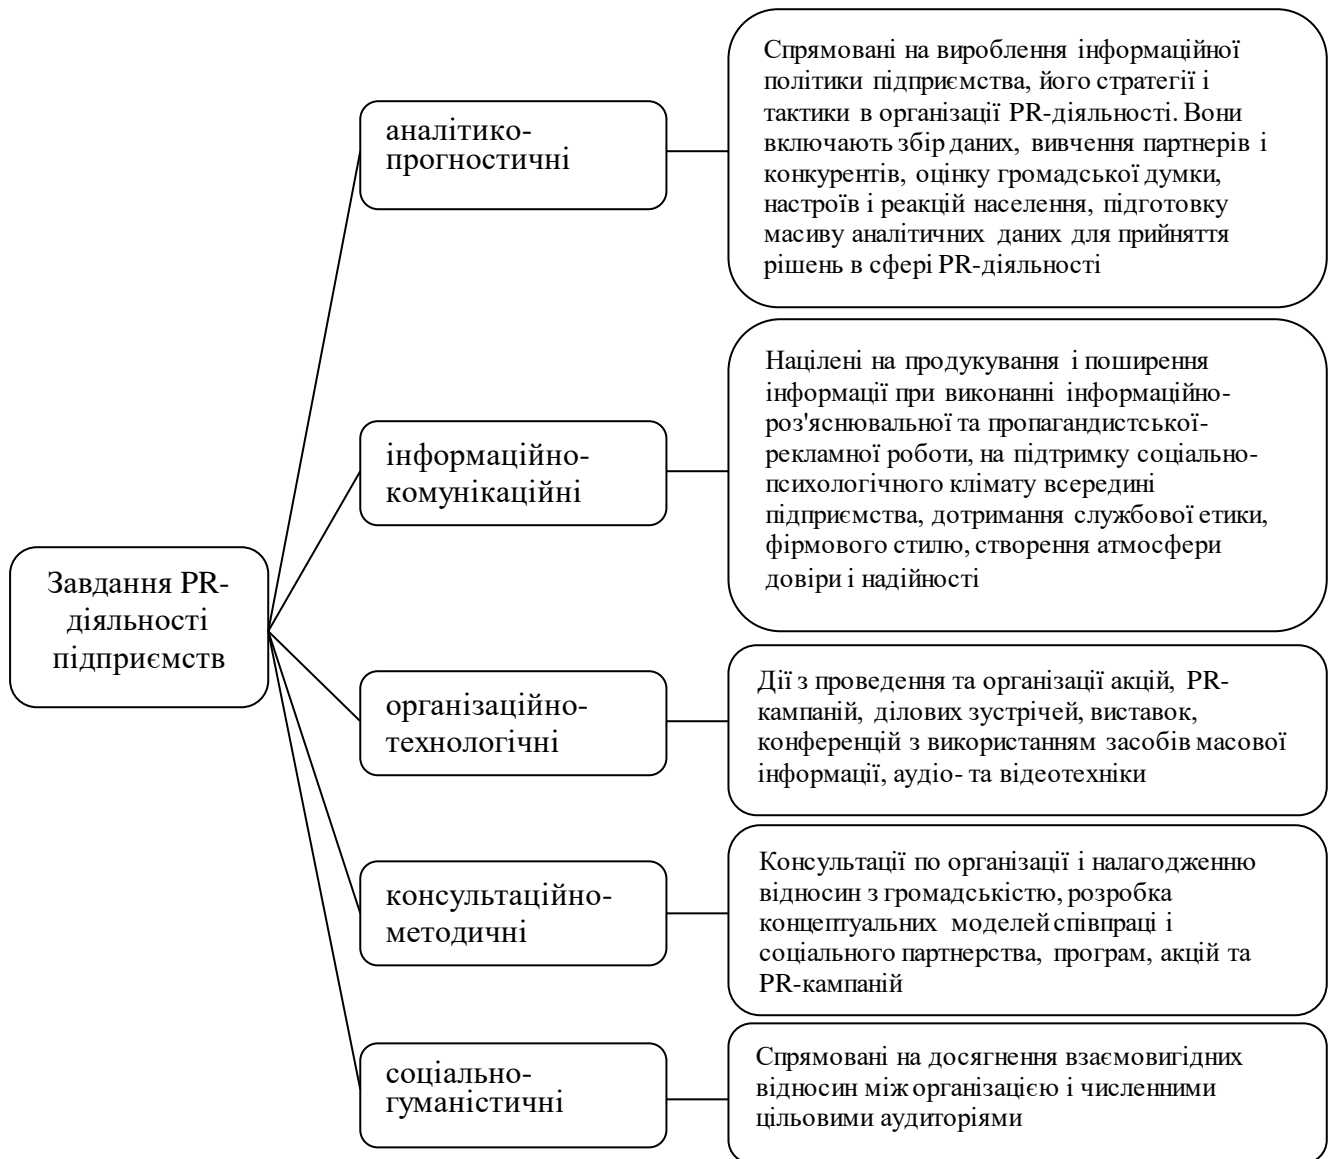 Завдання PR-
діяльності
підприємств
аналітико-
прогностичні
Спрямовані на вироблення інформаційної
політики підприємства, його стратегії і
тактики в організації PR-діяльності. Вони
включають збір даних, вивчення партнерів і
конкурентів, оцінку громадської думки,
настроїв і реакцій населення, підготовку
масиву аналітичних даних для прийняття
рішень в сфері PR-діяльності
інформаційно-
комунікаційні
Націлені на продукування і поширення
інформації при виконанні інформаційно-
роз'яснювальної та пропагандистської-
рекламної роботи, на підтримку соціально-
психологічного клімату всередині
підприємства, дотримання службової етики,
фірмового стилю, створення атмосфери
довіри і надійності
організаційно-
технологічні
Дії з проведення та організації акцій, PR-
кампаній, ділових зустрічей, виставок,
конференцій з використанням засобів масової
інформації, аудіо- та відеотехніки
консультаційно-
методичні
Консультації по організації і налагодженню
відносин з громадськістю, розробка
концептуальних моделей співпраці і
соціального партнерства, програм, акцій та
PR-кампаній
соціально-
гуманістичні
Спрямовані на досягнення взаємовигідних
відносин між організацією і численними
цільовими аудиторіями